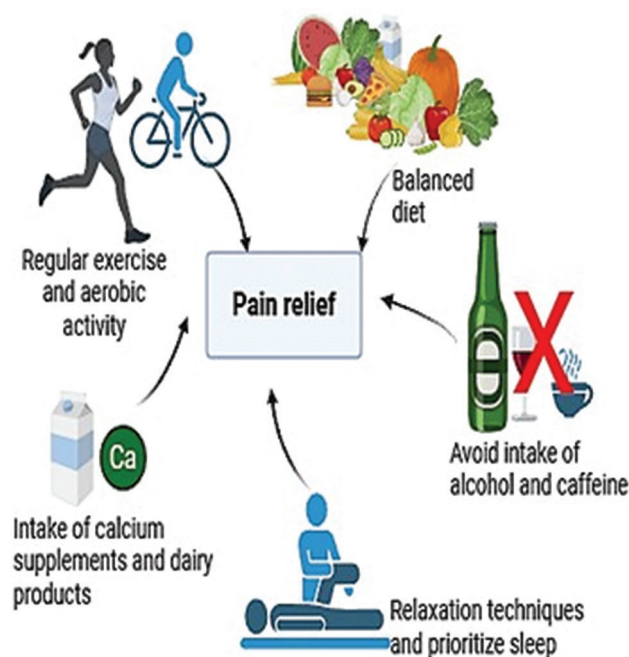 Balanced
diet
Regular exercise
and aerobic
activity
Pain relief
Avoid intake of
alcohol and caffeine
Ca
Intake of calcium
supplements and dairy
products
Relaxation techniques
and prioritize sleep